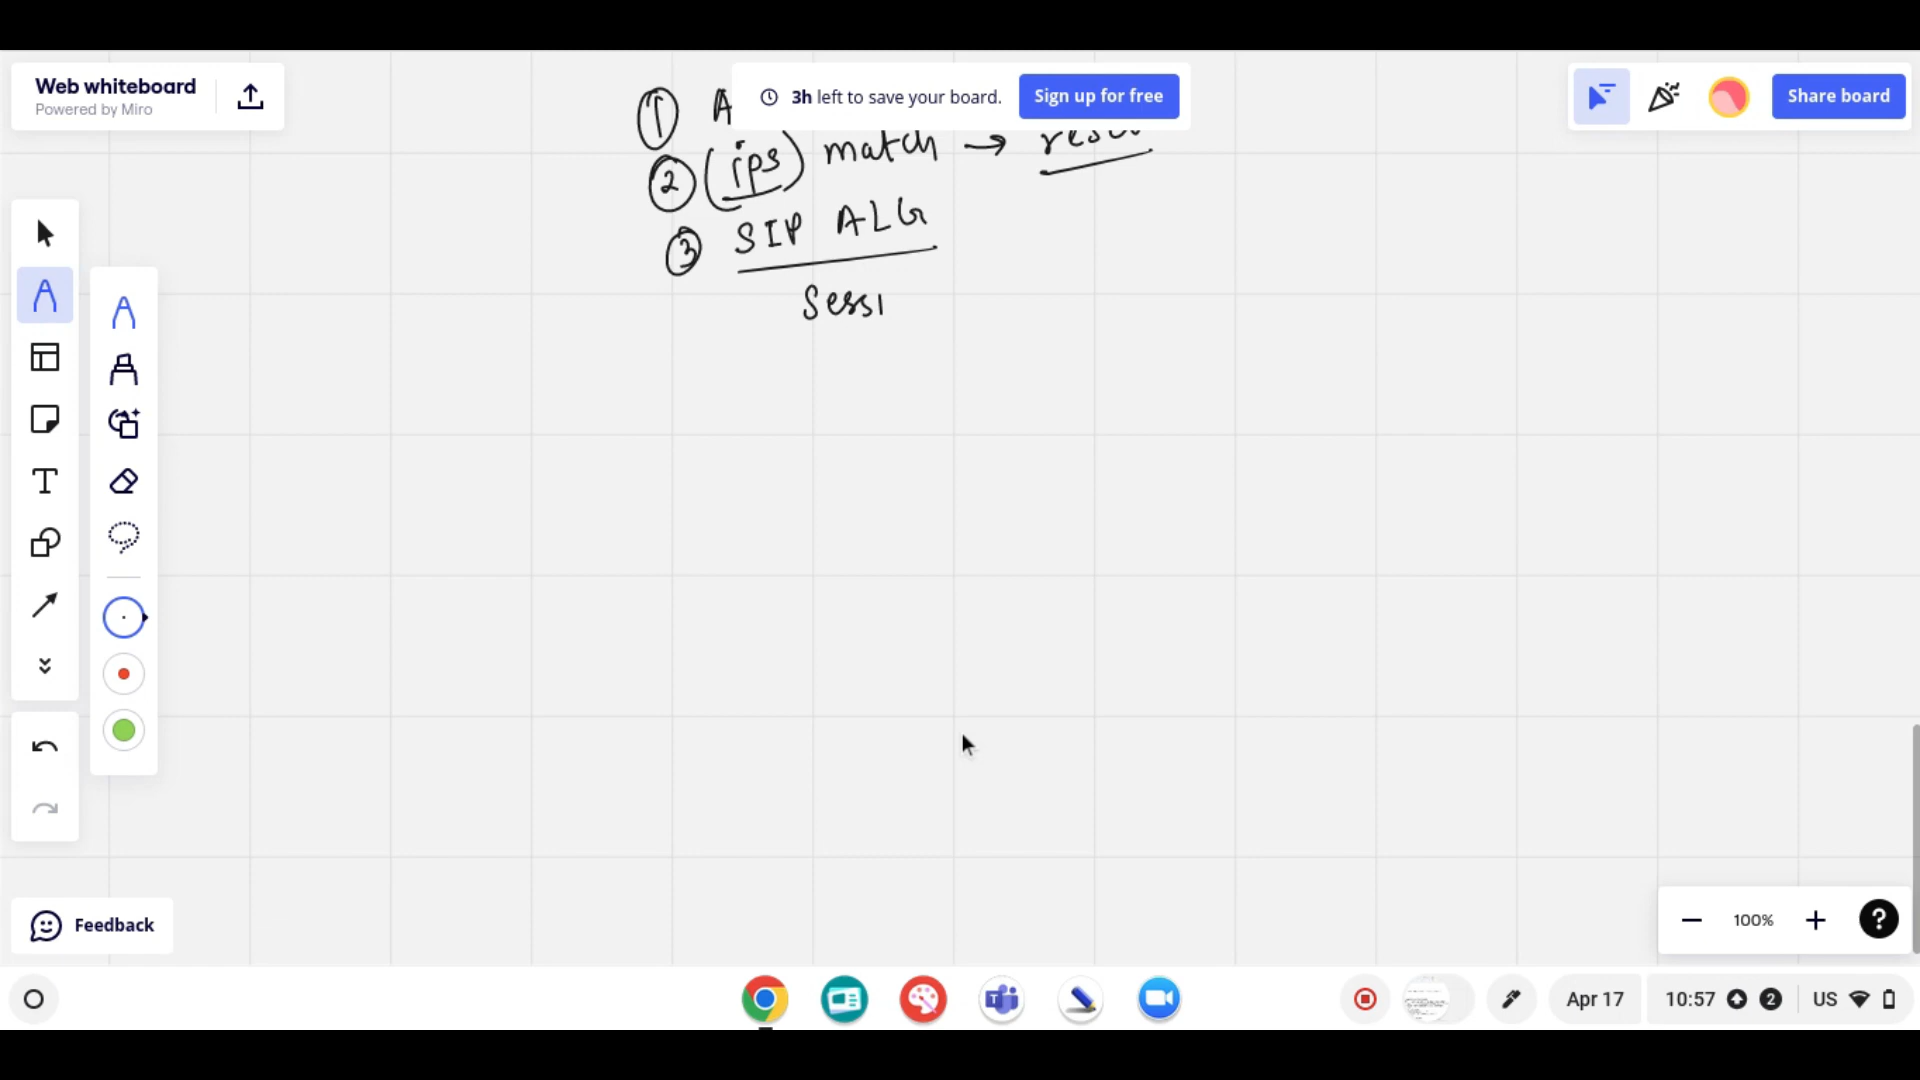 Web whiteboard
Powered by Miro
3h left to save your board.
Sign up for free
Share board
① A
② (ips) match →
③ SIP ALG
Sessi
T
Feedback
100%
?
Apr 17
10:57
2
US